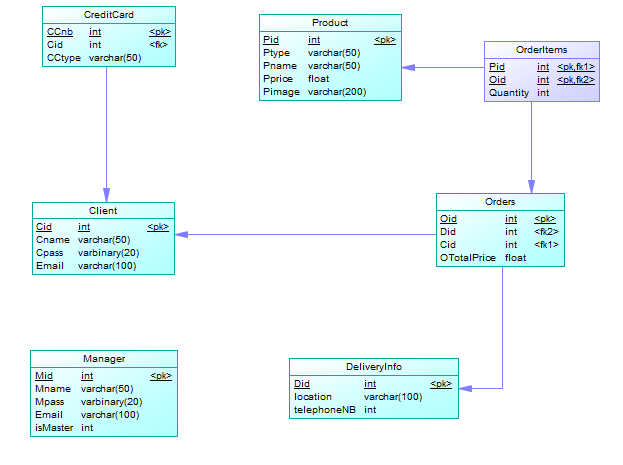 CreditCard
CCnb int <pk>
Cid int <fk>
CCtype varchar(50)
Product
Pid int <pk>
Ptype varchar(50)
Pname varchar(50)
Pprice float
Pimage varchar(200)
OrderItems
Pid int <pk,fk1>
Oid int <pk,fk2>
Quantity int
Client
Cid int <pk>
Cname varchar(50)
Cpass varbinary(20)
Email varchar(100)
Orders
Oid int <pk>
Did int <fk2>
Cid int <fk1>
OTotalPrice float
Manager
Mid int <pk>
Mname varchar(50)
Mpass varbinary(20)
Email varchar(100)
isMaster int
DeliveryInfo
Did int <pk>
location varchar(100)
telephoneNB int